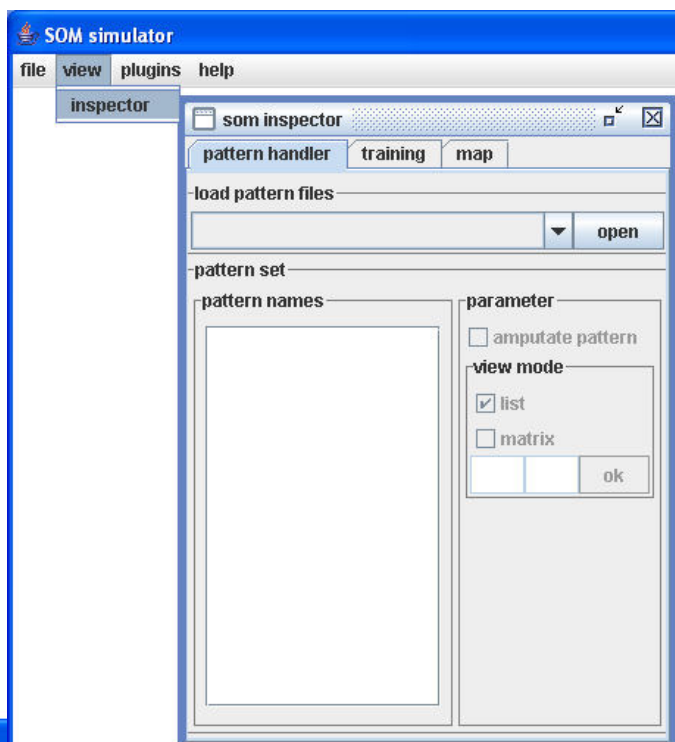 SOM simulator
file view plugins help
inspector
som inspector
pattern handler training map
load pattern files
open
pattern set
pattern names
parameter
amputate pattern
view mode
list
matrix
ok